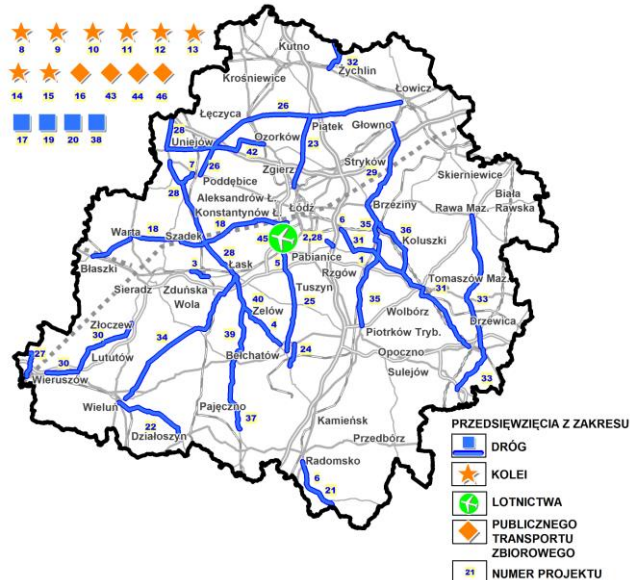 8 9 10 11 12 13
14 15 16 43 44 46
17 19 20 38
Kutno
32
Żychlin
Krośniewice
Łowicz
26
Łęczyca
Piątek
Głowno
28
Uniejów
Ozorków
23
42
Stryków
7
26
Zgierz
29
Skierniewice
28
Poddębice
Biała
Rawska
Aleksandrów Ł.
Łódź
Brzeziny
Rawa Maz.
Konstantynów Ł.
18
6
35
36
Warta
18
Szadek
45
2,28
31
Koluszki
Pabianice
Błaszki
28
5
1
Łask
Rzgów
3
Tomaszów Maz.
Sieradz
Zduńska
Wola
Tuszyn
31
40
25
35
Wolbórz
33
Złoczew
Zelów
Drzewica
30
34
39
4
Piotrków Tryb.
27
Lututów
24
Bełchatów
Opoczno
30
Sulejów
Wieruszów
33
Wieluń
Pajęczno
37
Kamieńsk
22
Działoszyn
Przedbórz
Radomsko
6
21
PRZEDSIĘWZIĘCIA Z ZAKRESU
DRÓG
KOLEI
LOTNICTWA
PUBLICZNEGO
TRANSPORTU
ZBIOROWEGO
21 NUMER PROJEKTU